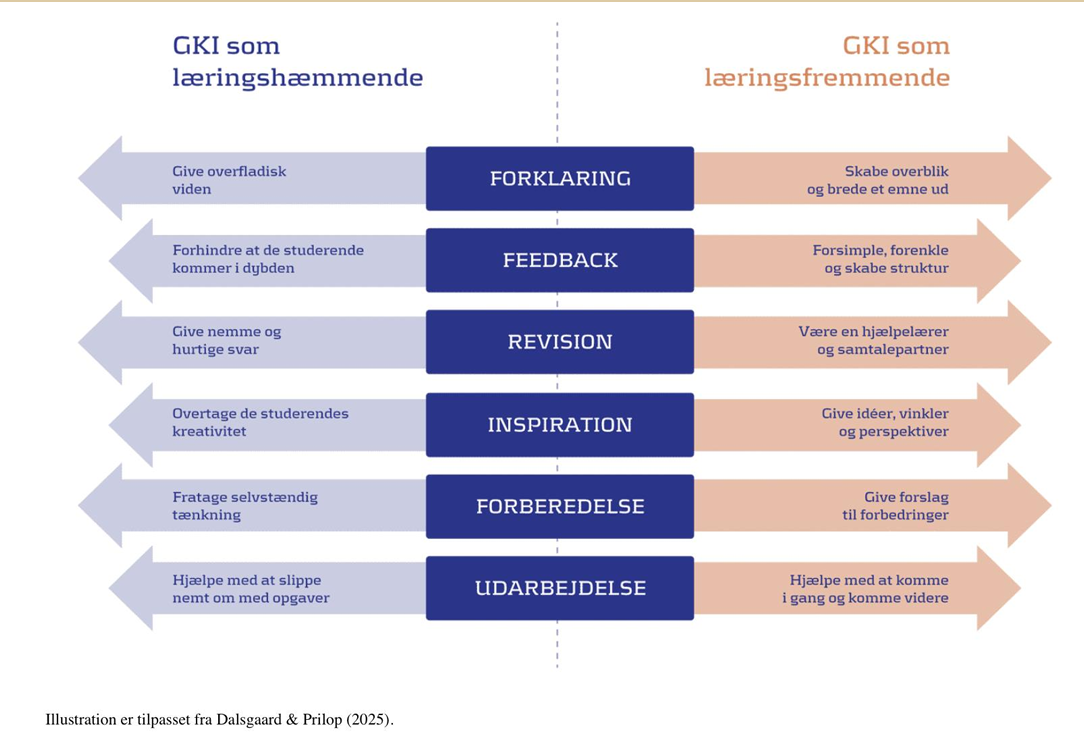 GKI som
læringshæmmende
GKI som
læringsfremmende
Give overfladisk
viden
FORKLARING
Skabe overblik
og brede et emne ud
Forhindre at de studerende
kommer i dybden
FEEDBACK
Forsimple, forenkle
og skabe struktur
Give nemme og
hurtige svar
REVISION
Være en hjælpelærer
og samtalepartner
Overtage de studerendes
kreativitet
INSPIRATION
Give idéer, vinkler
og perspektiver
Fratage selvstændig
tænkning
FORBEREDELSE
Give forslag
til forbedringer
Hjælpe med at slippe
nemt om med opgaver
UDARBEJDELSE
Hjælpe med at komme
i gang og komme videre
Illustration er tilpasset fra Dalsgaard & Prilop (2025).